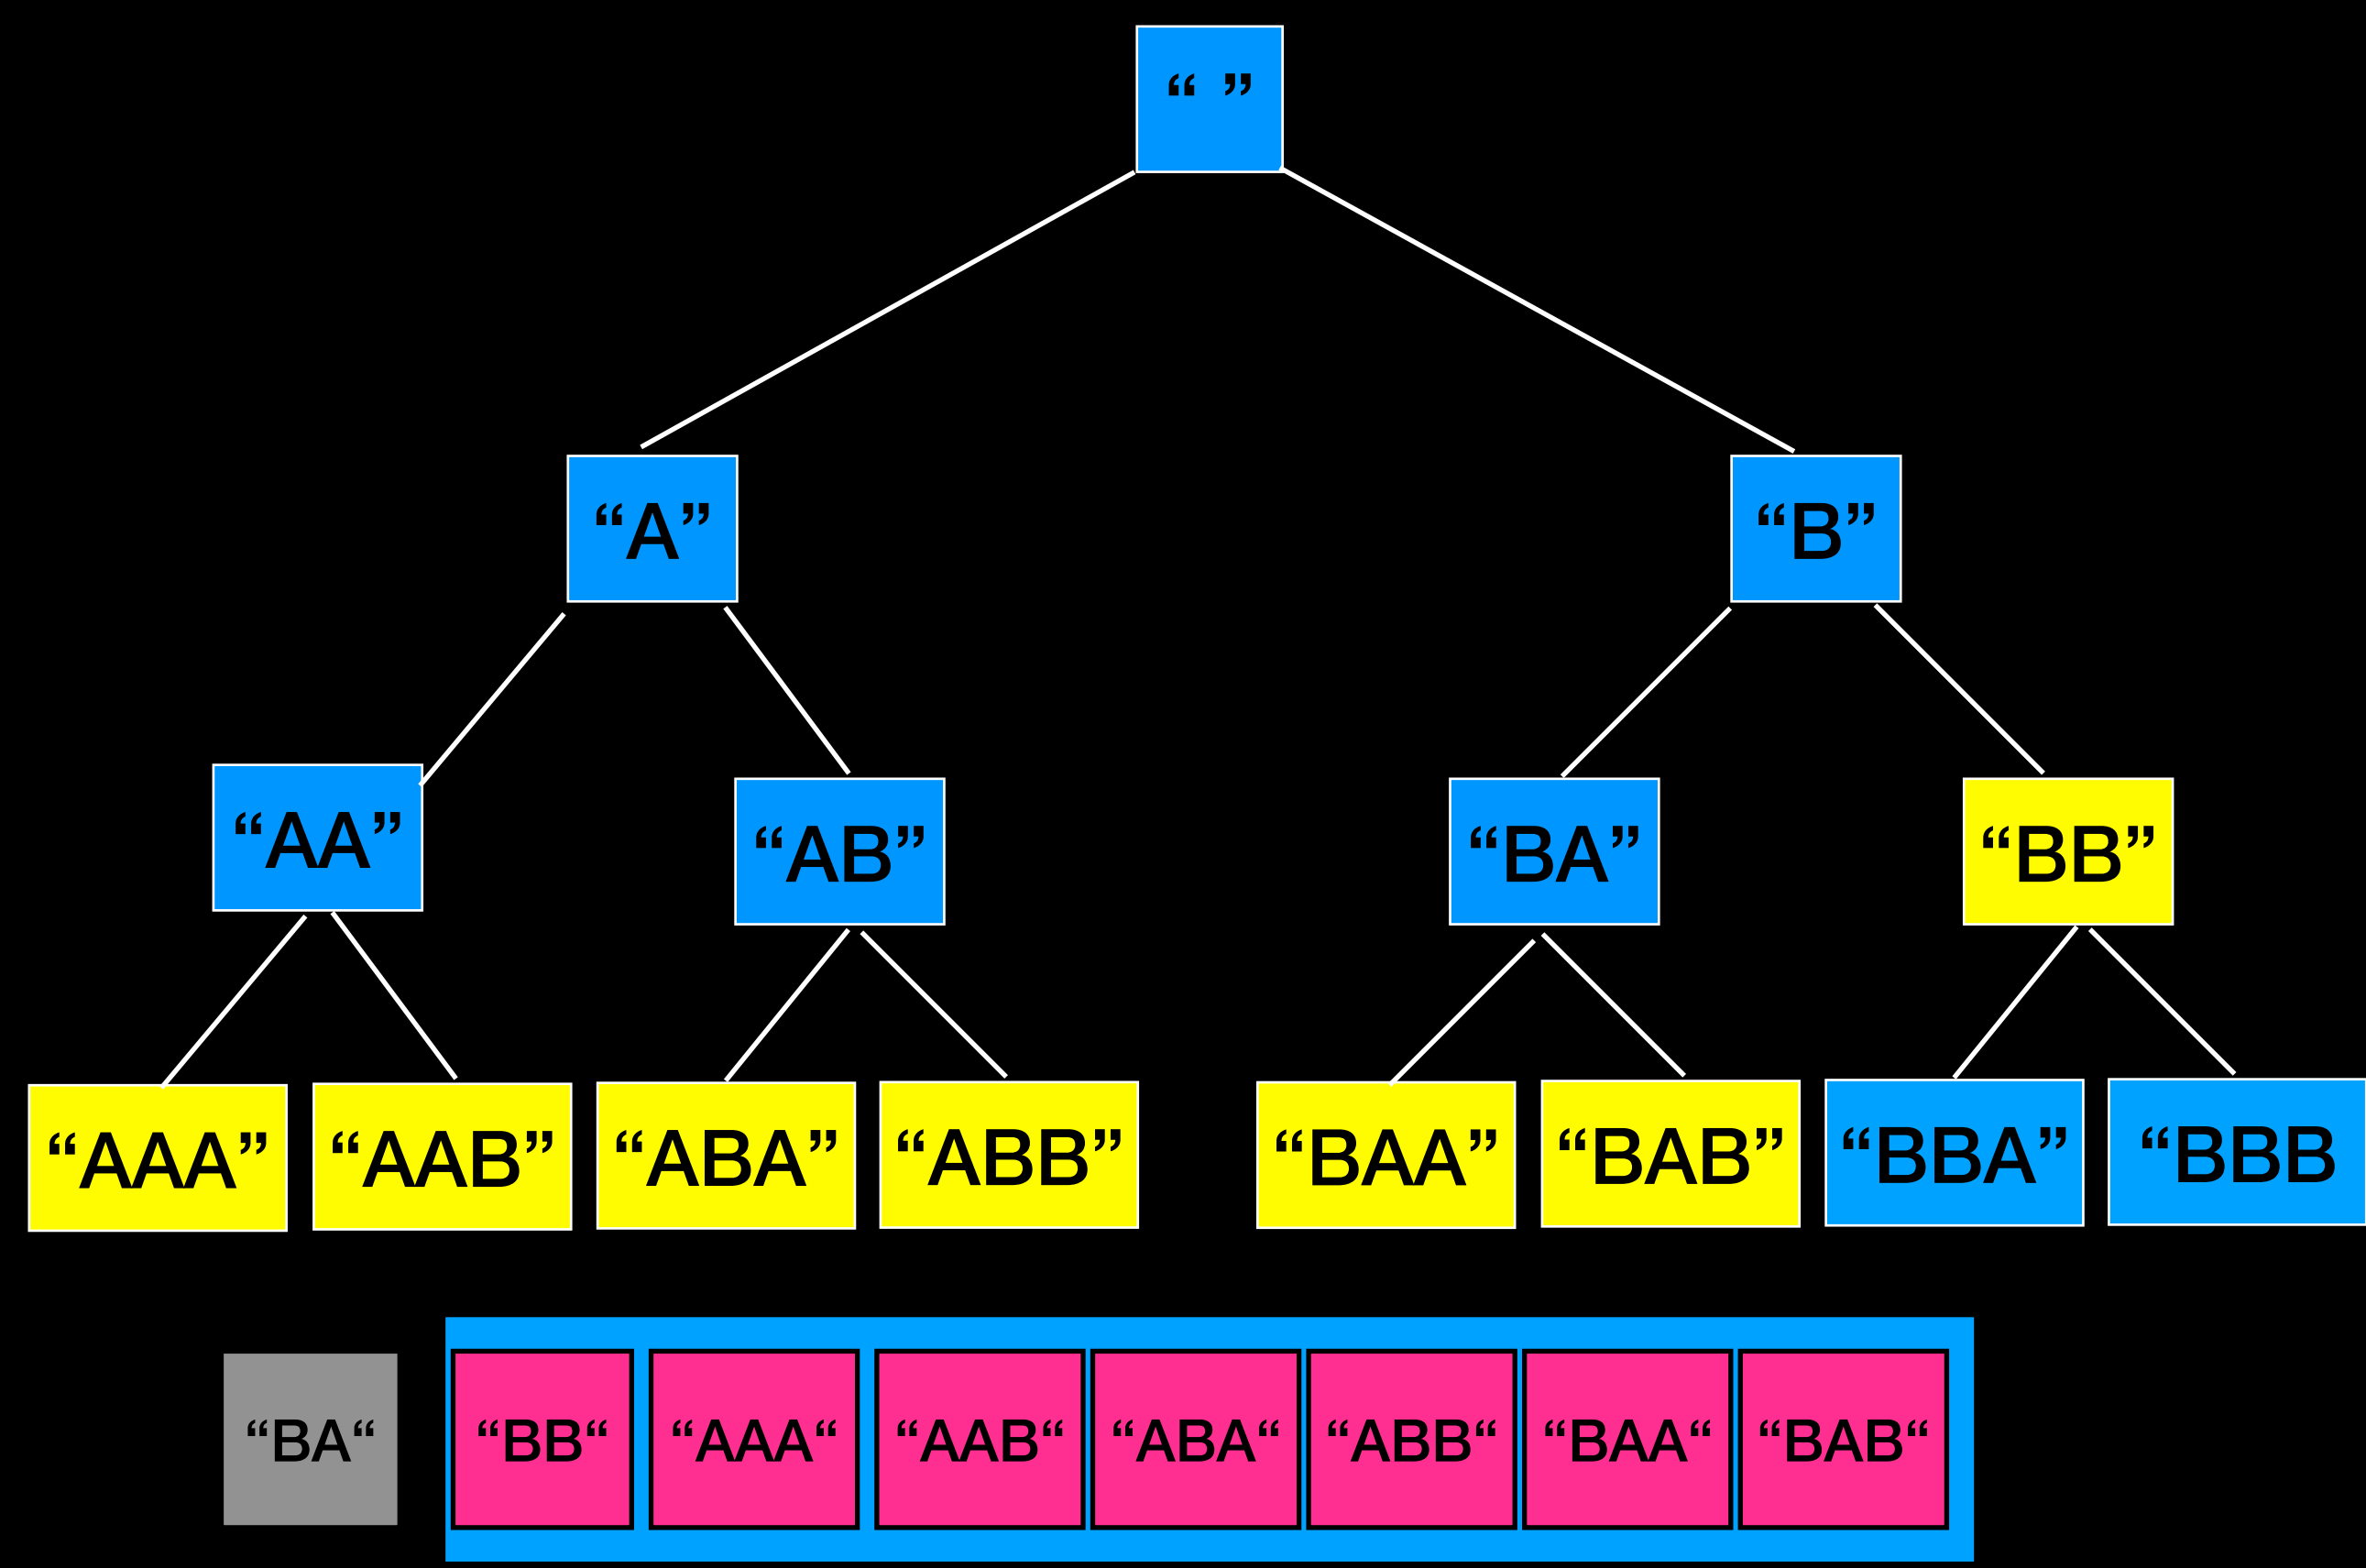 “ ”
“A” “B”
“AA” “AB” “BA” “BB”
“AAA” “AAB” “ABA” “ABB” “BAA” “BAB” “BBA” “BBB
“BA“ “BB“ “AAA“ “AAB“ “ABA“ “ABB“ “BAA“ “BAB“